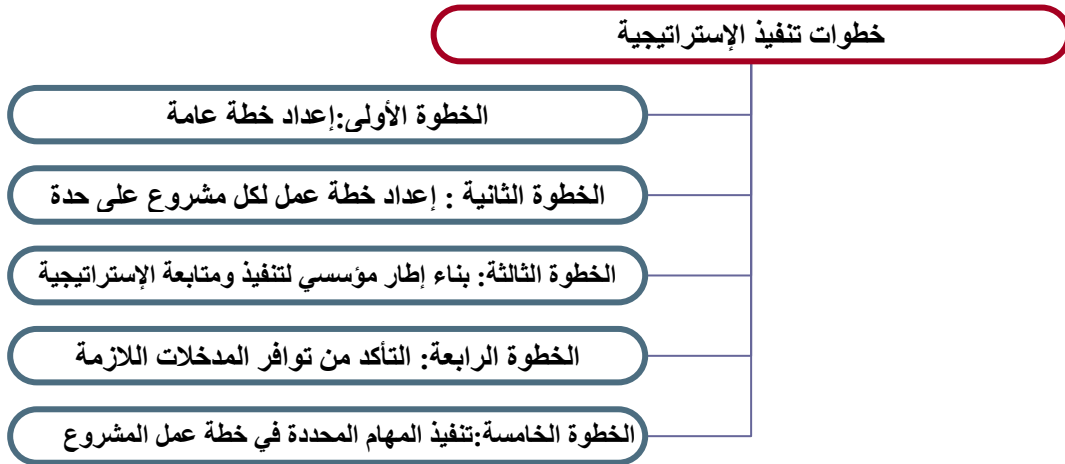 خطوات تنفيذ الإستراتيجية
الخطوة الأولى:إعداد خطة عامة
الخطوة الثانية : إعداد خطة عمل لكل مشروع على حدة
الخطوة الثالثة: بناء إطار مؤسسي لتنفيذ ومتابعة الإستراتيجية
الخطوة الرابعة: التأكد من توافر المدخلات اللازمة
الخطوة الخامسة:تنفيذ المهام المحددة في خطة عمل المشروع